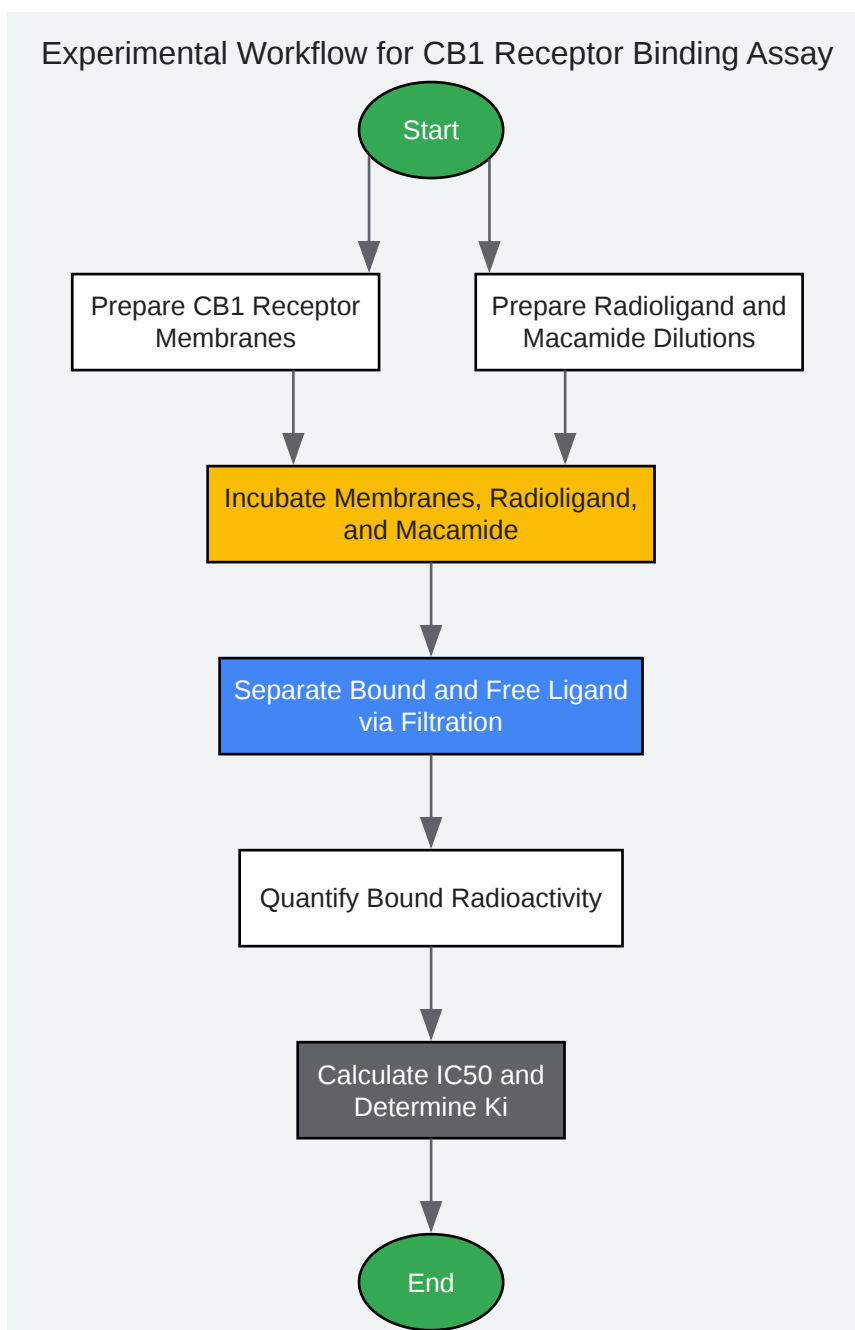 Experimental Workflow for CB1 Receptor Binding Assay
Start
Prepare CB1 Receptor
Membranes
Prepare Radioligand and
Macamide Dilutions
Incubate Membranes, Radioligand,
and Macamide
Separate Bound and Free Ligand
via Filtration
Quantify Bound Radioactivity
Calculate IC50 and
Determine Ki
End